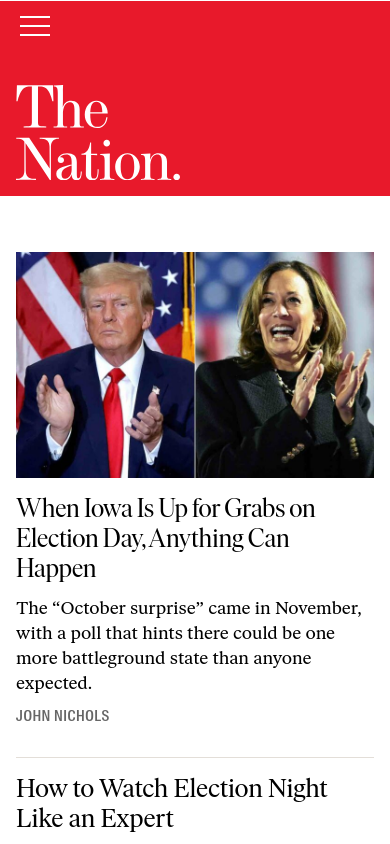 The
Nation.
When Iowa Is Up for Grabs on
Election Day, Anything Can
Happen
The “October surprise” came in November,
with a poll that hints there could be one
more battleground state than anyone
expected.
JOHN NICHOLS
How to Watch Election Night
Like an Expert